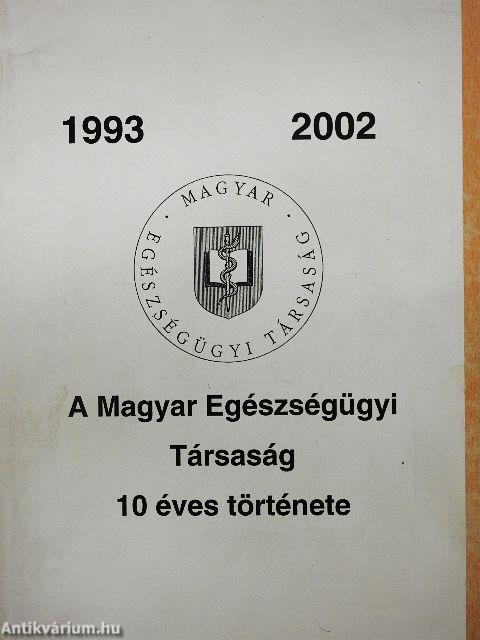 1993 2002
· MAGYAR ·
EGÉSZSÉGÜGYI TÁRSASÁG
A Magyar Egészségügyi
Társaság
10 éves története
Antikvárium.hu